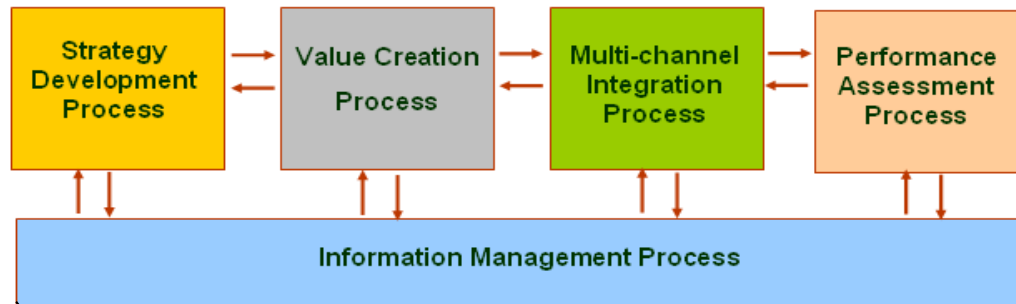 Strategy
Development
Process
Value Creation
Process
Multi-channel
Integration
Process
Performance
Assessment
Process
Information Management Process